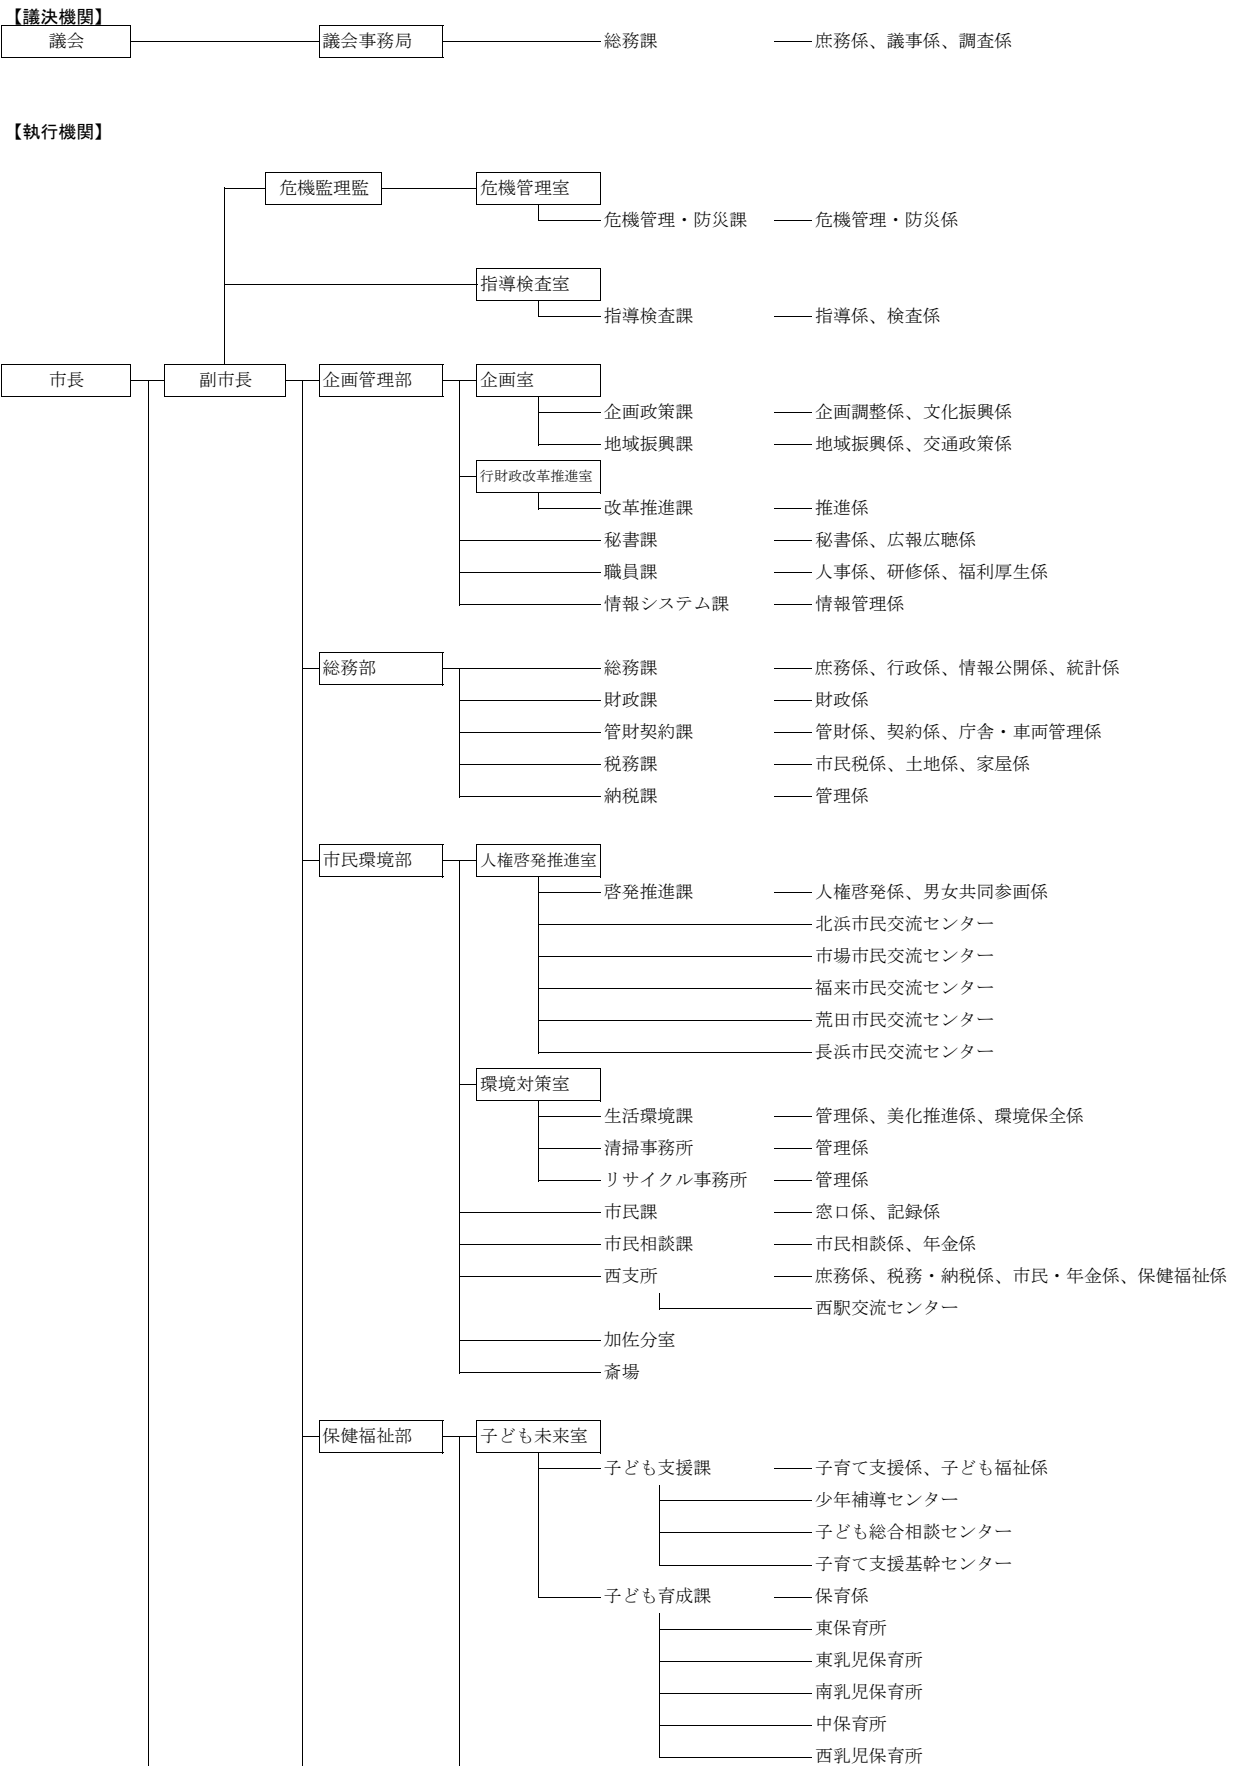 【議決機関】
議会 議会事務局 総務課 庶務係、議事係、調査係
【執行機関】
危機監理監 危機管理室
危機管理・防災課 危機管理・防災係
指導検査室
指導検査課 指導係、検査係
市長 副市長 企画管理部 企画室
企画政策課 企画調整係、文化振興係
地域振興課 地域振興係、交通政策係
行財政改革推進室
改革推進課 推進係
秘書課 秘書係、広報広聴係
職員課 人事係、研修係、福利厚生係
情報システム課 情報管理係
総務部 総務課 庶務係、行政係、情報公開係、統計係
財政課 財政係
管財契約課 管財係、契約係、庁舎・車両管理係
税務課 市民税係、土地係、家屋係
納税課 管理係
市民環境部 人権啓発推進室
啓発推進課 人権啓発係、男女共同参画係
北浜市民交流センター
市場市民交流センター
福来市民交流センター
荒田市民交流センター
長浜市民交流センター
環境対策室
生活環境課 管理係、美化推進係、環境保全係
清掃事務所 管理係
リサイクル事務所 管理係
市民課 窓口係、記録係
市民相談課 市民相談係、年金係
西支所 庶務係、税務・納税係、市民・年金係、保健福祉係
西駅交流センター
加佐分室
斎場
保健福祉部 子ども未来室
子ども支援課 子育て支援係、子ども福祉係
少年補導センター
子ども総合相談センター
子育て支援基幹センター
子ども育成課 保育係
東保育所
東乳児保育所
南乳児保育所
中保育所
西乳児保育所